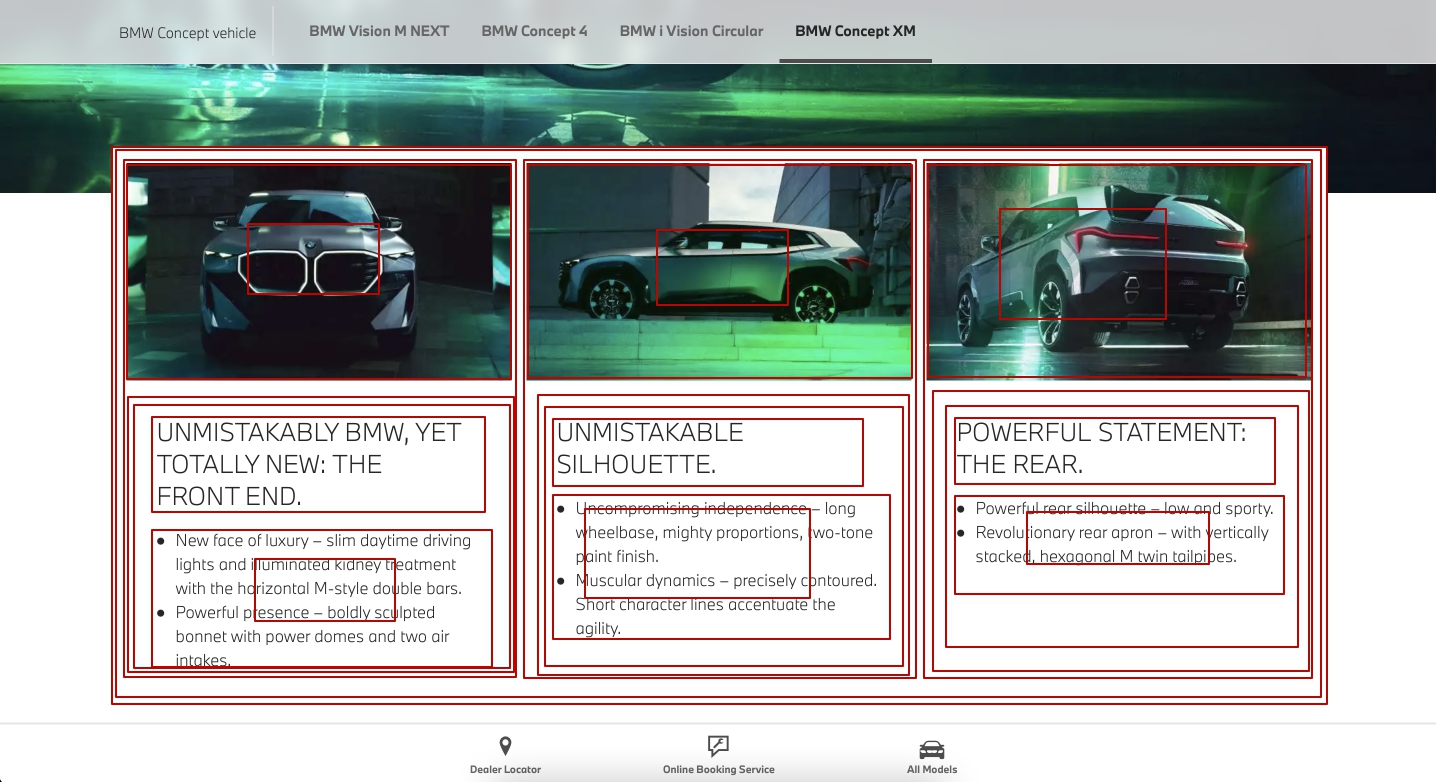 BMW Concept vehicle
BMW Vision M NEXT
BMW Concept 4
BMW i Vision Circular
BMW Concept XM
UNMISTAKABLY BMW, YET
TOTALLY NEW: THE
FRONT END.
● New face of luxury – slim daytime driving
lights and illuminated kidney treatment
with the horizontal M-style double bars.
● Powerful presence – boldly sculpted
bonnet with power domes and two air
intakes.
UNMISTAKABLE
SILHOUETTE.
● Uncompromising independence – long
wheelbase, mighty proportions, two-tone
paint finish.
● Muscular dynamics – precisely contoured.
Short character lines accentuate the
agility.
POWERFUL STATEMENT:
THE REAR.
● Powerful rear silhouette – low and sporty.
● Revolutionary rear apron – with vertically
stacked, hexagonal M twin tailpipes.
Dealer Locator
Online Booking Service
All Models